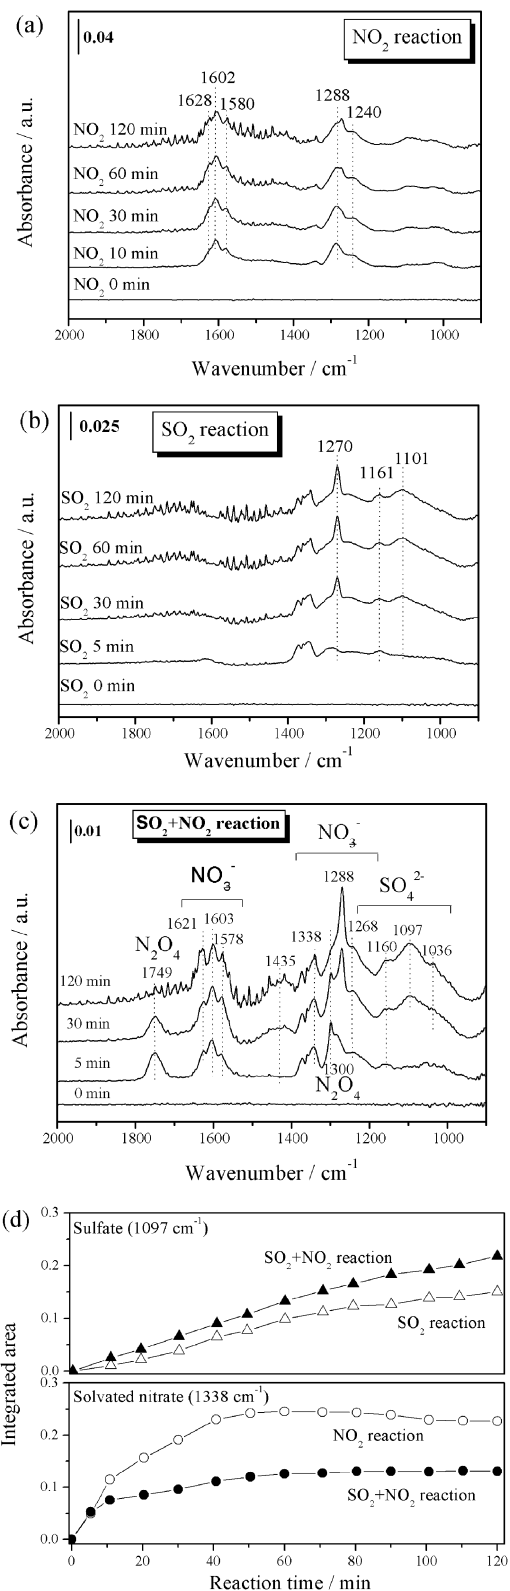 (a)
0.04
NO2 reaction
1602
1628
1580
1288
1240
NO2 120 min
NO2 60 min
NO2 30 min
NO2 10 min
NO2 0 min
Absorbance / a.u.
2000 1800 1600 1400 1200 1000
Wavenumber / cm-1
(b)
0.025
SO2 reaction
1270
1161
1101
SO2 120 min
SO2 60 min
SO2 30 min
SO2 5 min
SO2 0 min
Absorbance / a.u.
2000 1800 1600 1400 1200 1000
Wavenumber / cm-1
(c)
0.01
SO2+NO2 reaction
NO3-
NO3-
SO42-
N2O4
1749
1621
1603
1578
1435
1338
1288
1268
1160
1097
1036
120 min
30 min
5 min
0 min
1300
N2O4
Absorbance / a.u.
2000 1800 1600 1400 1200 1000
Wavenumber / cm-1
(d)
0.3
Sulfate (1097 cm-1)
SO2+NO2 reaction
0.2
0.1
SO2 reaction
0.0
0.3
Solvated nitrate (1338 cm-1)
0.2
NO2 reaction
0.1
SO2+NO2 reaction
0.0
Integrated area
0 20 40 60 80 100 120
Reaction time / min